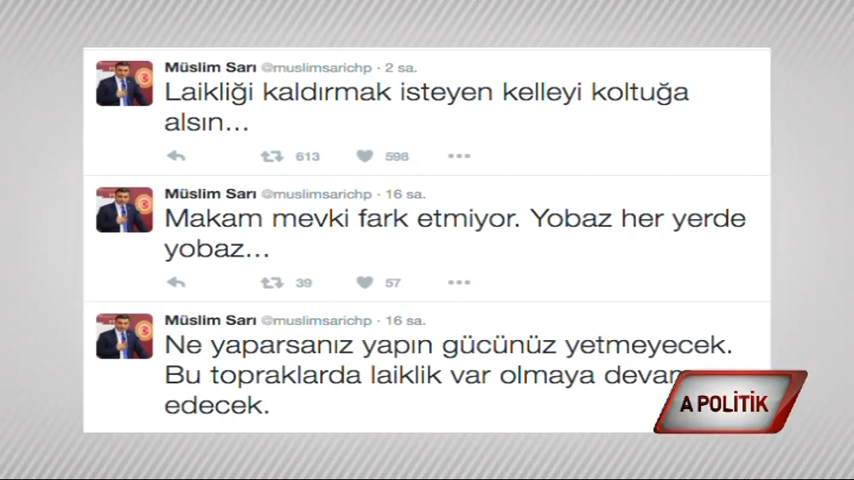 Müslim Sarı @muslimsarichp · 2 sa.
Laikliği kaldırmak isteyen kelleyi koltuğa
alsın...
613 598
Müslim Sarı @muslimsarichp · 16 sa.
Makam mevki fark etmiyor. Yobaz her yerde
yobaz...
39 57
Müslim Sarı @muslimsarichp · 16 sa.
Ne yaparsanız yapın gücünüz yetmeyecek.
Bu topraklarda laiklik var olmaya devam
edecek.
A POLİTİK